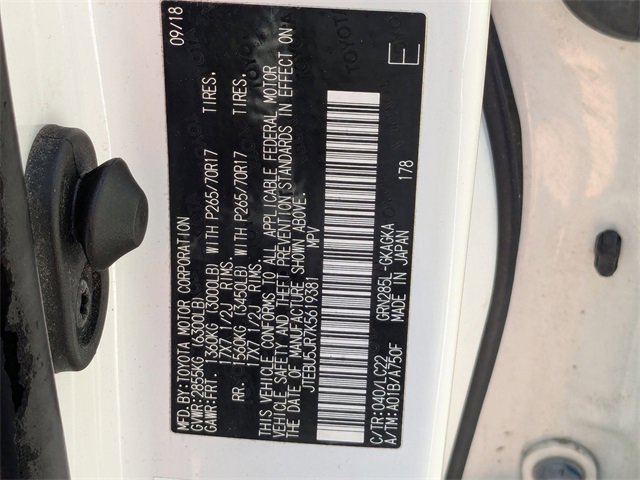 MFD.BY:TOYOTA MOTOR CORPORATION 09/18
GVWR:2855KG (6300LB)
GAWR:FRT. 1360KG (3000LB) WITH P265/70R17 TIRES.
17X7 1/2J RIMS.
RR. 1560KG (3450LB) WITH P265/70R17 TIRES.
17X7 1/2J RIMS.
THIS VEHICLE CONFORMS TO ALL APPLICABLE FEDERAL MOTOR
VEHICLE SAFETY AND THEFT PREVENTION STANDARDS IN EFFECT ON
THE DATE OF MANUFACTURE SHOWN ABOVE.
JTEBU5JR7K5619381 MPV
E
178
C/TR:040/LC22 GRN285L-GKAGKA
A/TM:A01B/A750F MADE IN JAPAN